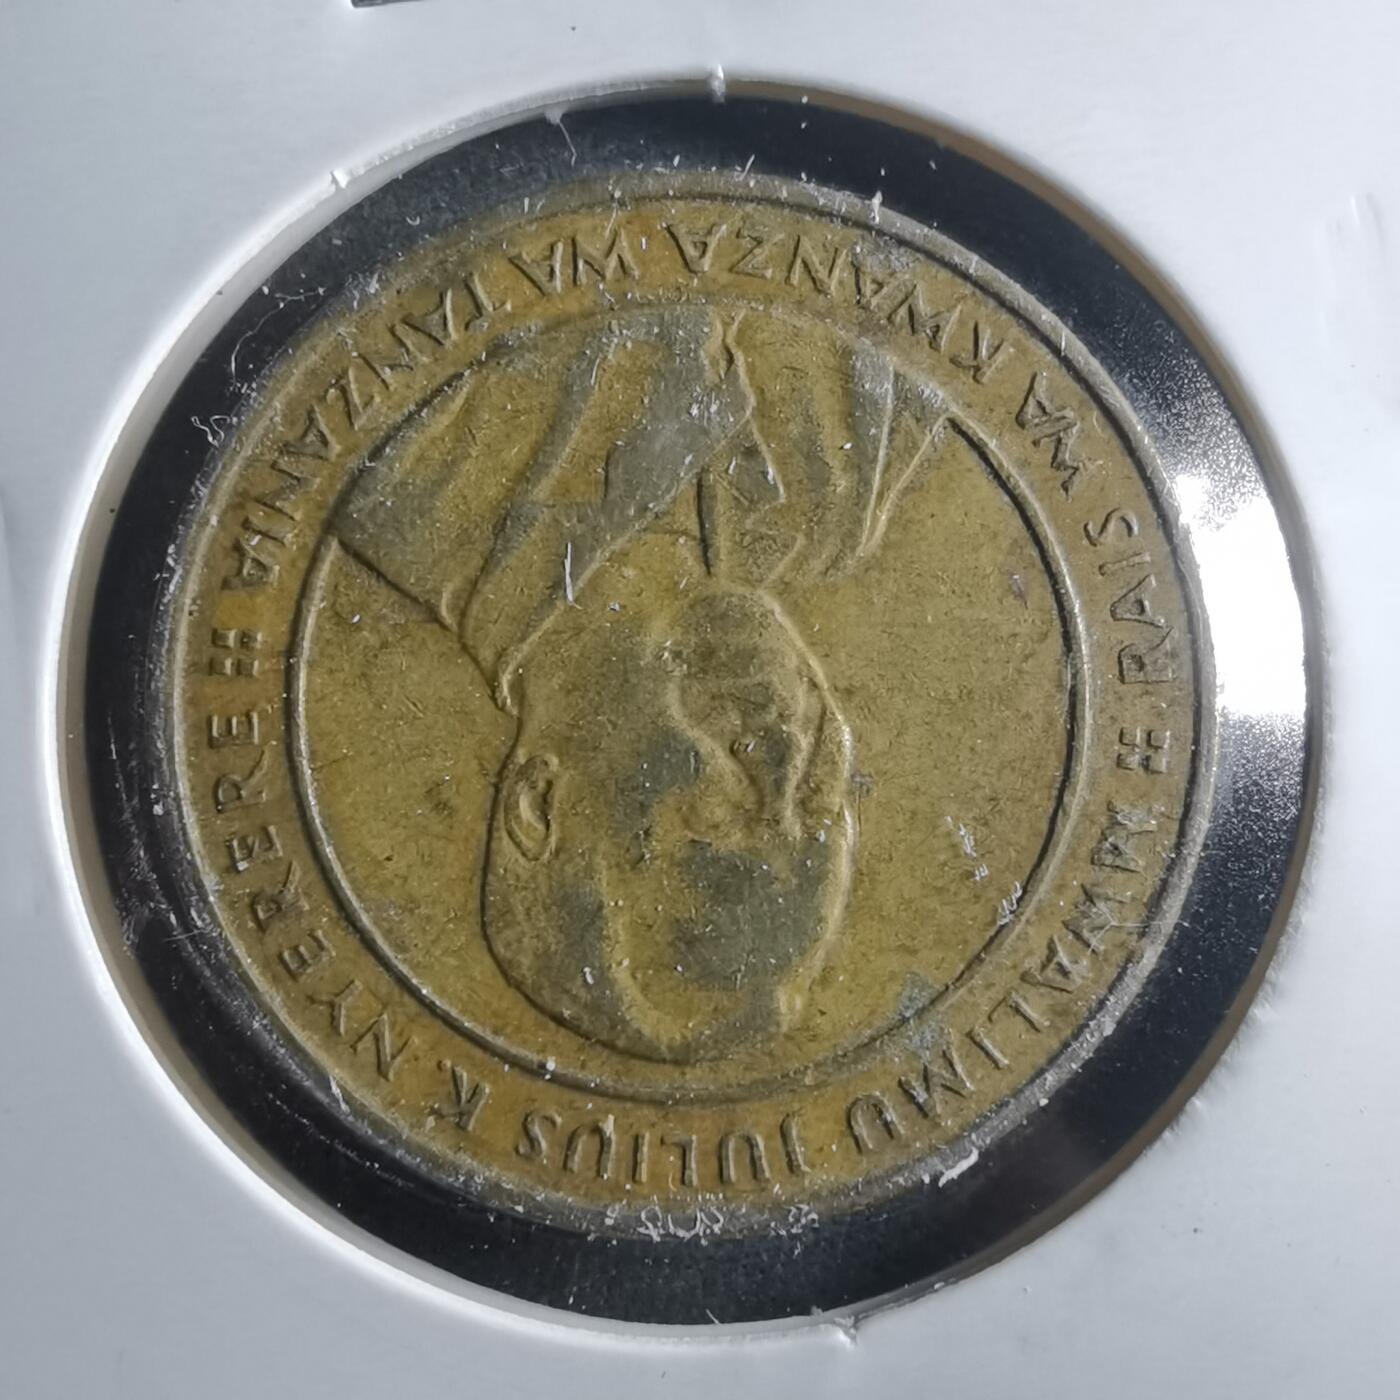 MWALIMU JULIUS K. NYERERE
RAIS WA KWANZA WA TANZANIA